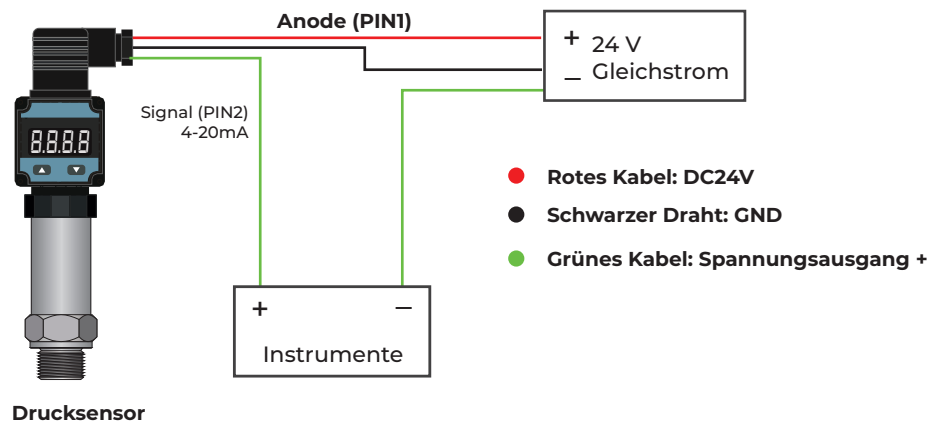 Anode (PIN1)
+ 24 V
– Gleichstrom
Signal (PIN2)
4-20mA
8.8.8.8
Rotes Kabel: DC24V
Schwarzer Draht: GND
Grünes Kabel: Spannungsausgang +
+ –
Instrumente
Drucksensor